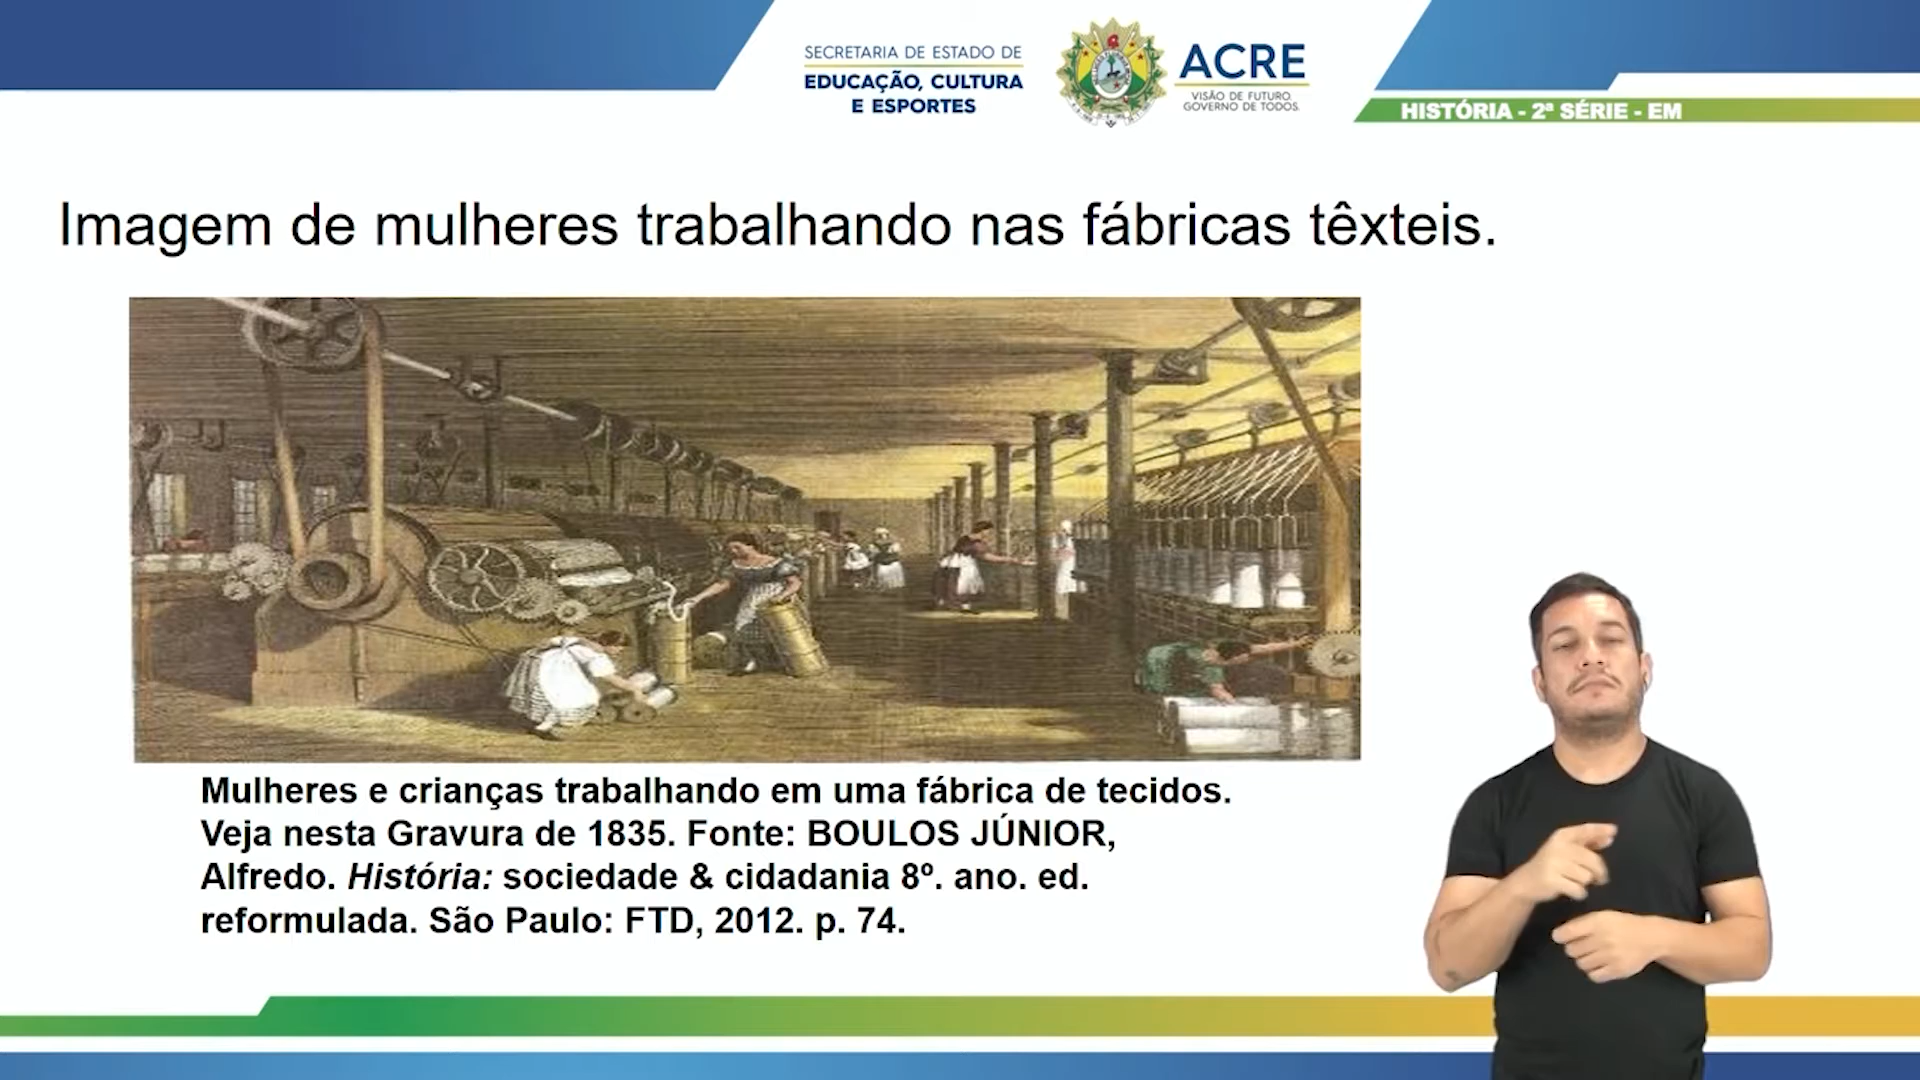 SECRETARIA DE ESTADO DE
EDUCAÇÃO, CULTURA
E ESPORTES
ACRE
VISÃO DE FUTURO.
GOVERNO DE TODOS.
HISTÓRIA - 2ª SÉRIE - EM
Imagem de mulheres trabalhando nas fábricas têxteis.
Mulheres e crianças trabalhando em uma fábrica de tecidos.
Veja nesta Gravura de 1835. Fonte: BOULOS JÚNIOR,
Alfredo. História: sociedade & cidadania 8º. ano. ed.
reformulada. São Paulo: FTD, 2012. p. 74.